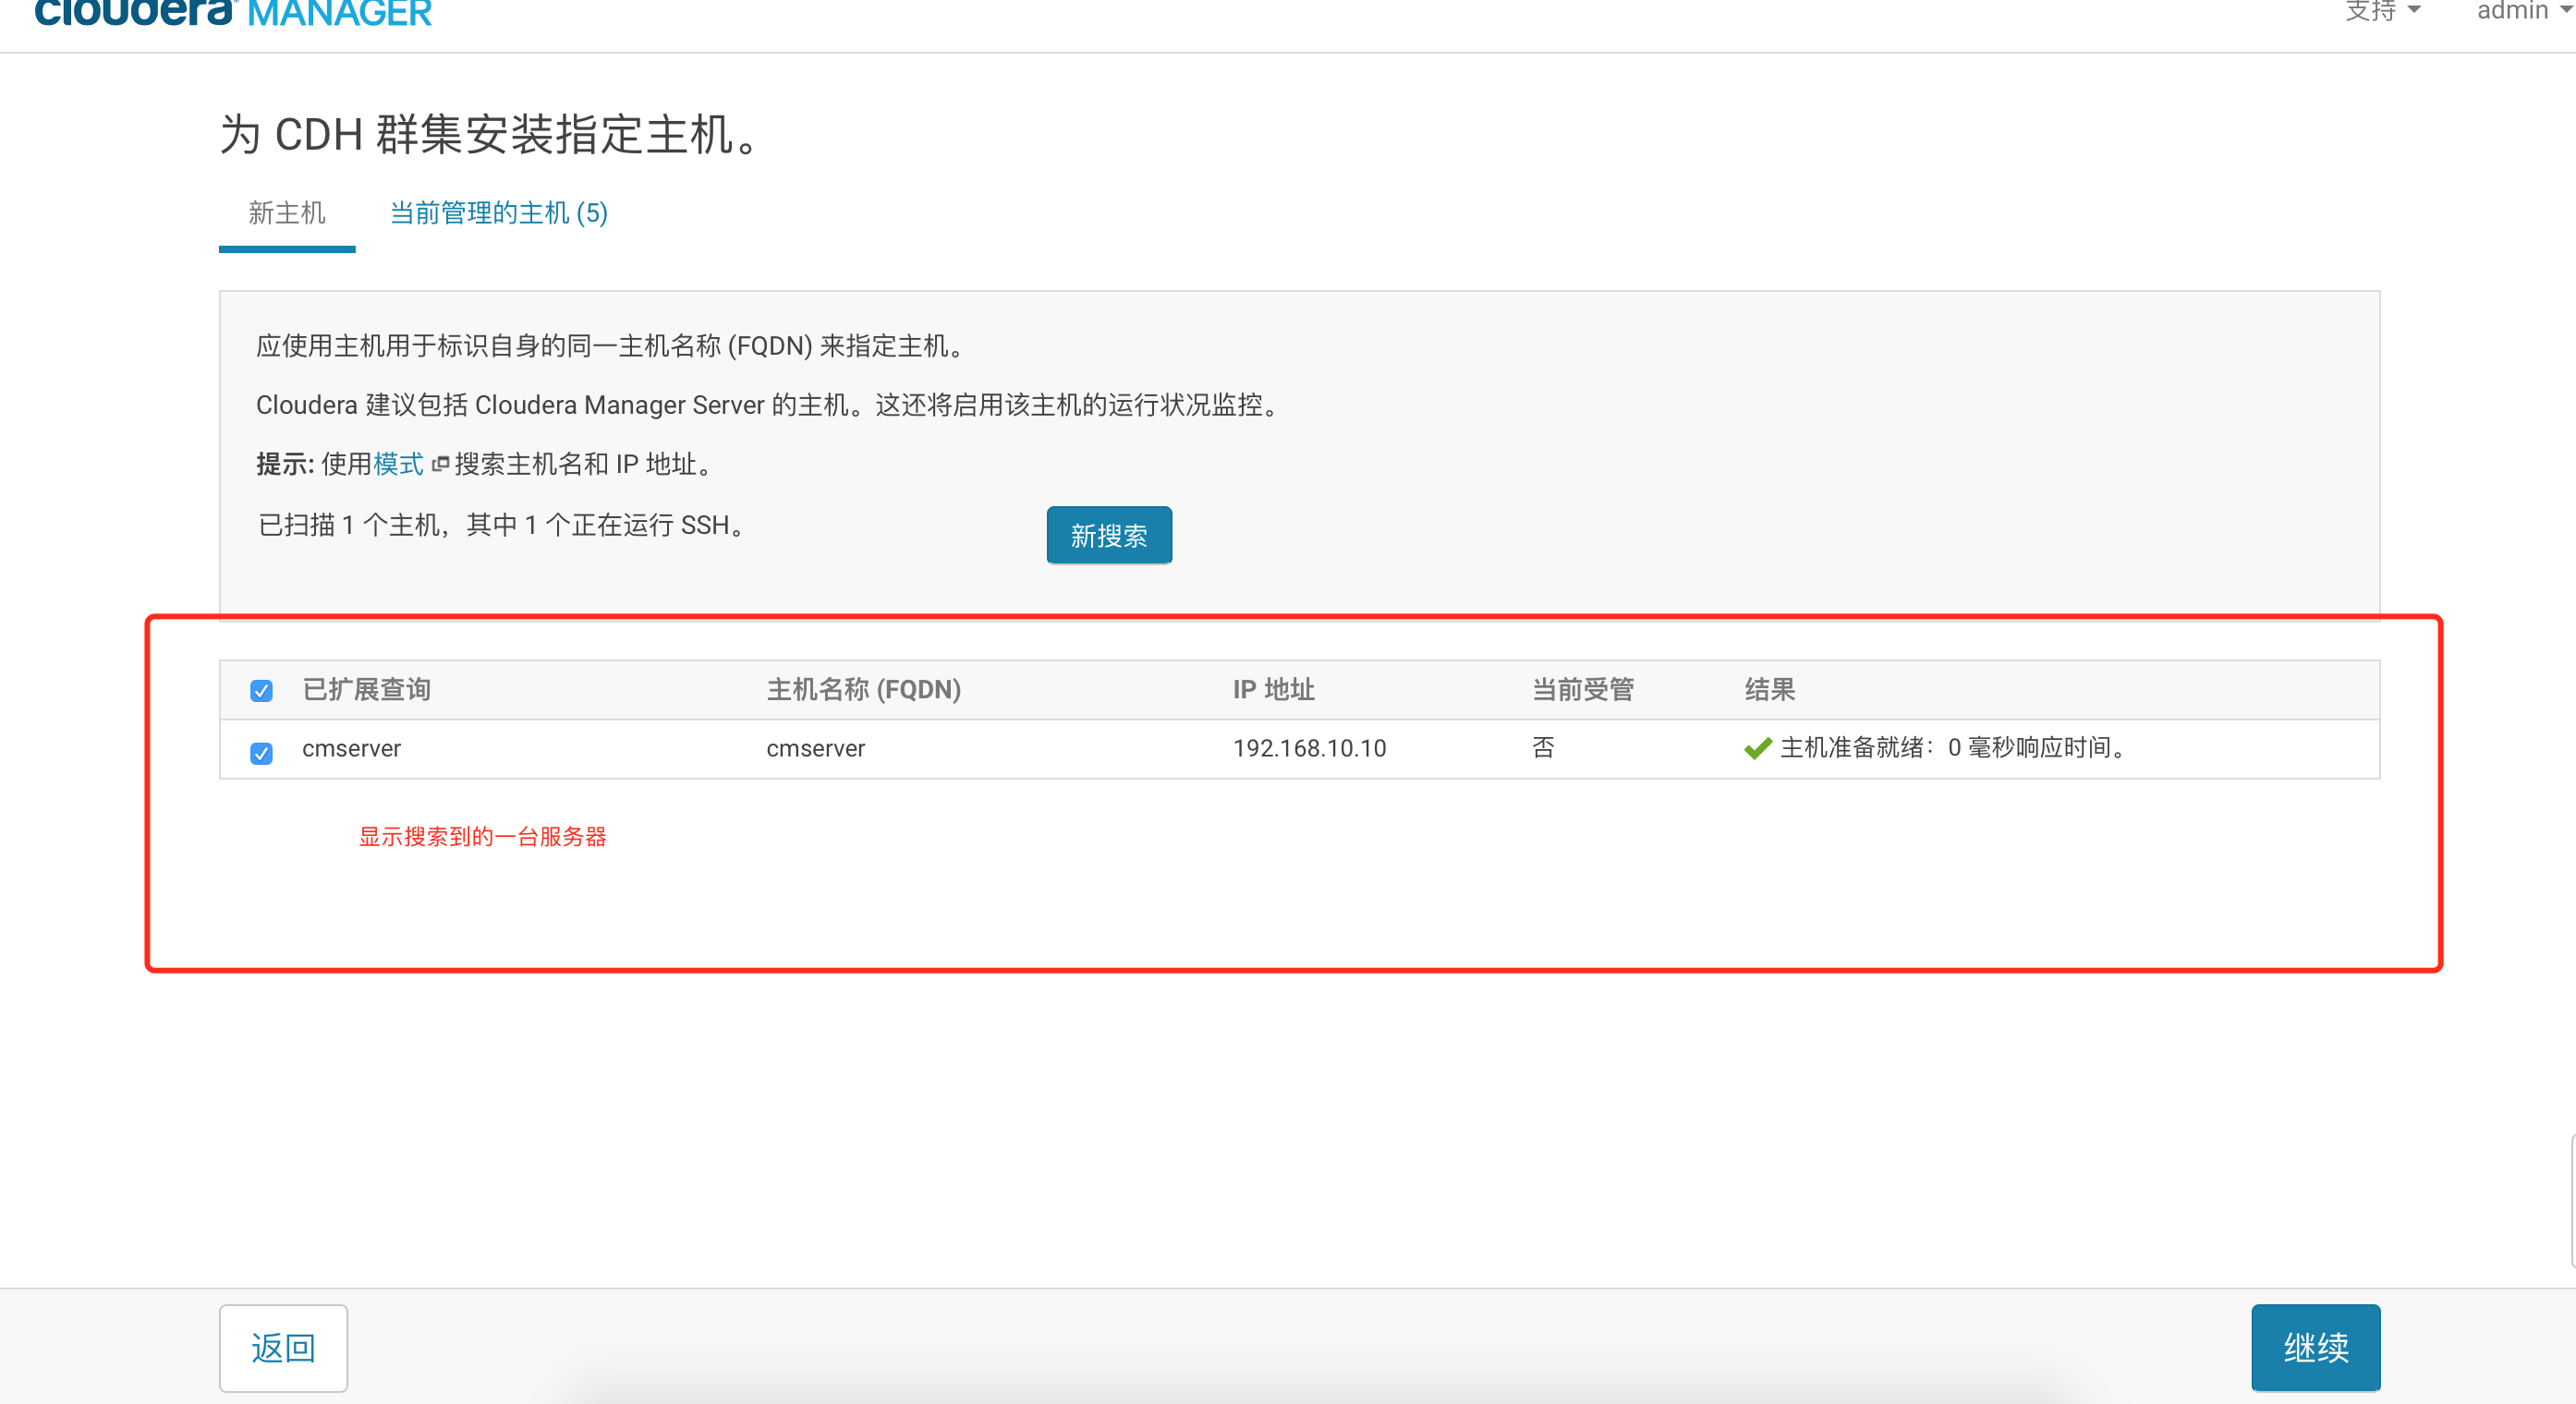 cloudera MANAGER
支持 admin
为 CDH 群集安装指定主机。
新主机 当前管理的主机 (5)
应使用主机用于标识自身的同一主机名称 (FQDN) 来指定主机。
Cloudera 建议包括 Cloudera Manager Server 的主机。这还将启用该主机的运行状况监控。
提示: 使用模式 搜索主机名和 IP 地址。
已扫描 1 个主机，其中 1 个正在运行 SSH。
新搜索
已扩展查询 主机名称 (FQDN) IP 地址 当前受管 结果
cmserver cmserver 192.168.10.10 否 主机准备就绪：0 毫秒响应时间。
显示搜索到的一台服务器
返回 继续